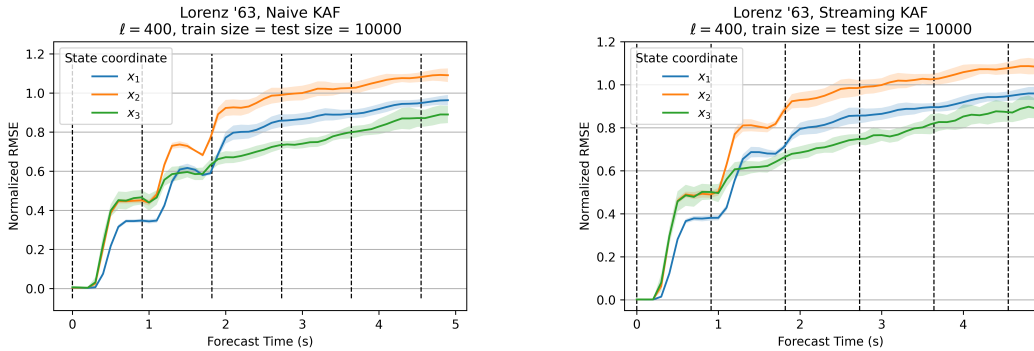 Lorenz '63, Naive KAF
ℓ = 400, train size = test size = 10000
State coordinate
x₁
x₂
x₃
Normalized RMSE
1.2
1.0
0.8
0.6
0.4
0.2
0.0
0
1
2
3
4
5
Forecast Time (s)
Lorenz '63, Streaming KAF
ℓ = 400, train size = test size = 10000
State coordinate
x₁
x₂
x₃
Normalized RMSE
1.2
1.0
0.8
0.6
0.4
0.2
0.0
0
1
2
3
4
Forecast Time (s)